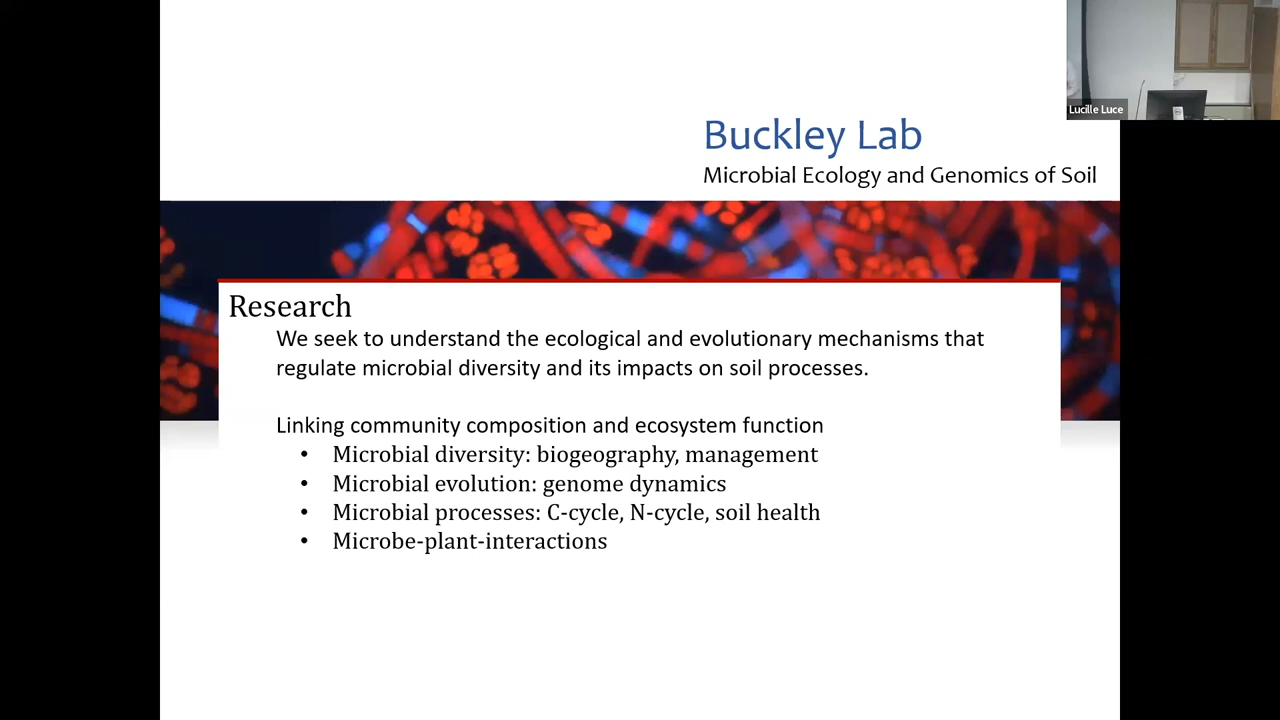 Lucille Luce
Buckley Lab
Microbial Ecology and Genomics of Soil
Research
We seek to understand the ecological and evolutionary mechanisms that
regulate microbial diversity and its impacts on soil processes.
Linking community composition and ecosystem function
• Microbial diversity: biogeography, management
• Microbial evolution: genome dynamics
• Microbial processes: C-cycle, N-cycle, soil health
• Microbe-plant-interactions